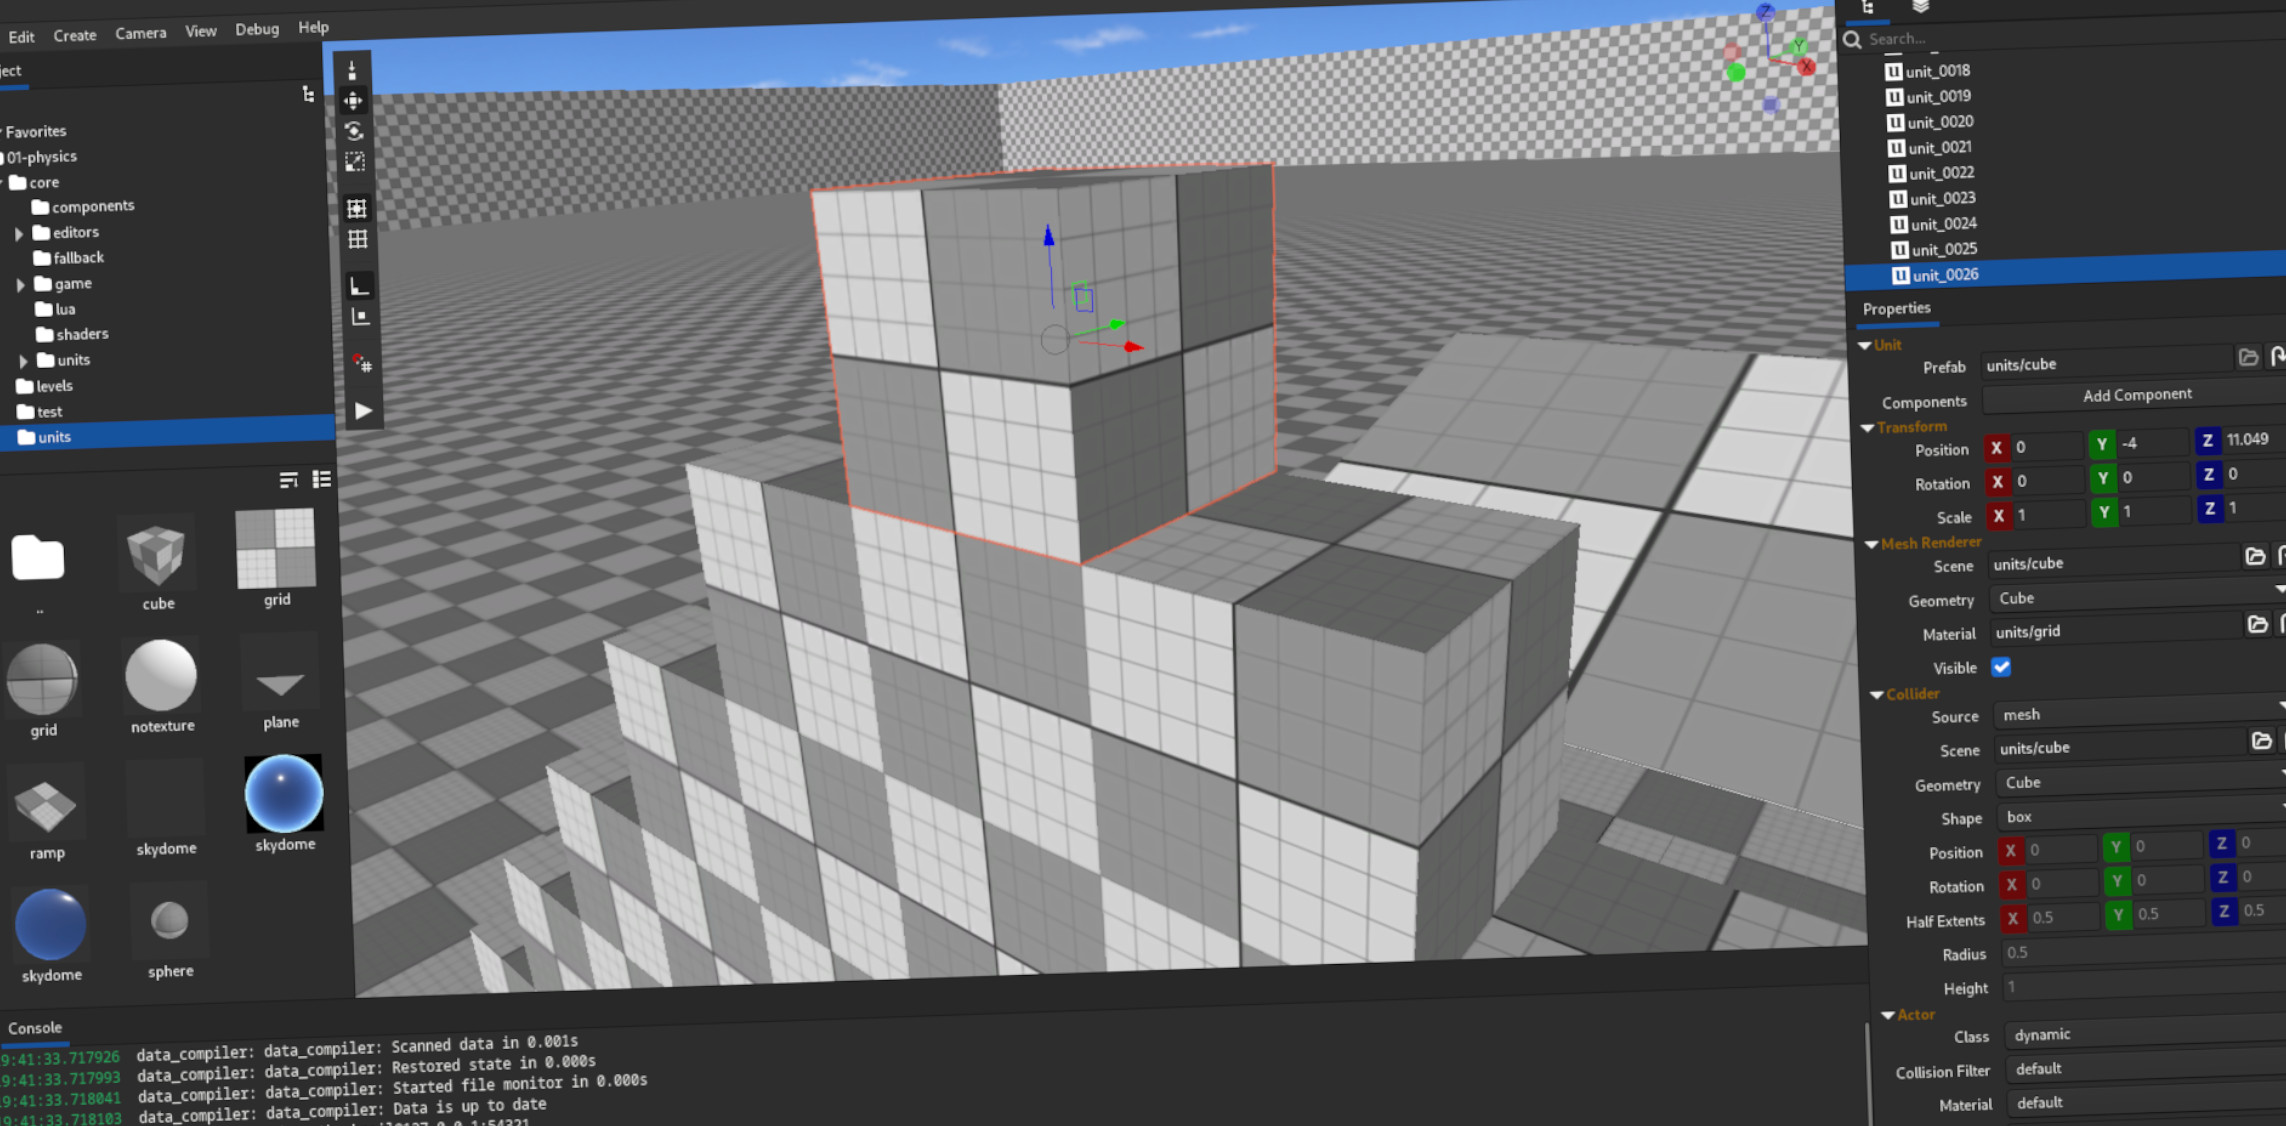 Edit Create Camera View Debug Help
ject
Favorites
01-physics
core
components
editors
fallback
game
lua
shaders
units
levels
test
units
..
cube
grid
grid
notexture
plane
ramp
skydome
skydome
skydome
sphere
Z
Y
X
Search...
unit_0018
unit_0019
unit_0020
unit_0021
unit_0022
unit_0023
unit_0024
unit_0025
unit_0026
Properties
Unit
Prefab units/cube
Components Add Component
Transform
Position X 0 Y -4 Z 11.049
Rotation X 0 Y 0 Z 0
Scale X 1 Y 1 Z 1
Mesh Renderer
Scene units/cube
Geometry Cube
Material units/grid
Visible
Collider
Source mesh
Scene units/cube
Geometry Cube
Shape box
Position X 0 Y 0 Z 0
Rotation X 0 Y 0 Z 0
Half Extents X 0.5 Y 0.5 Z 0.5
Radius 0.5
Height 1
Actor
Class dynamic
Collision Filter default
Material default
Console
9:41:33.717926 data_compiler: data_compiler: Scanned data in 0.001s
9:41:33.717993 data_compiler: data_compiler: Restored state in 0.000s
9:41:33.718041 data_compiler: data_compiler: Started file monitor in 0.000s
9:41:33.718103 data_compiler: data_compiler: Data is up to date